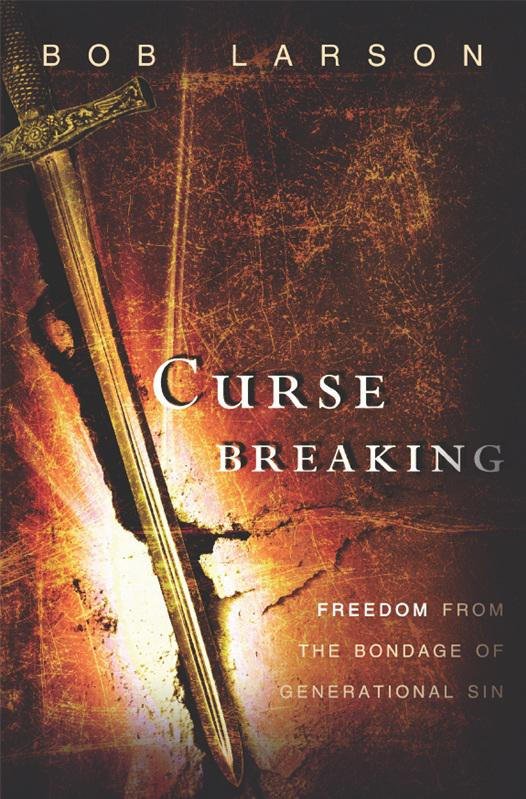 BOB LARSON
CURSE
BREAKING
FREEDOM FROM
THE BONDAGE OF
GENERATIONAL SIN